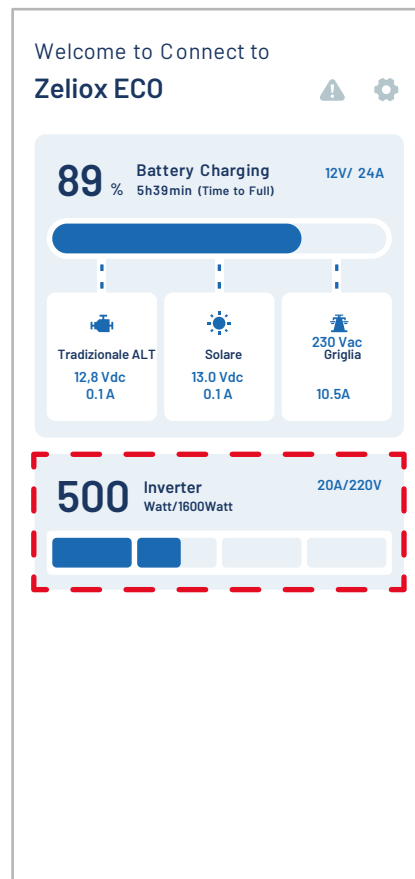 Welcome to Connect to
Zeliox ECO
89 % Battery Charging 12V/ 24A
5h39min (Time to Full)
Tradizionale ALT
12,8 Vdc
0.1 A
Solare
13.0 Vdc
0.1 A
230 Vac
Griglia
10.5A
500 Inverter 20A/220V
Watt/1600Watt